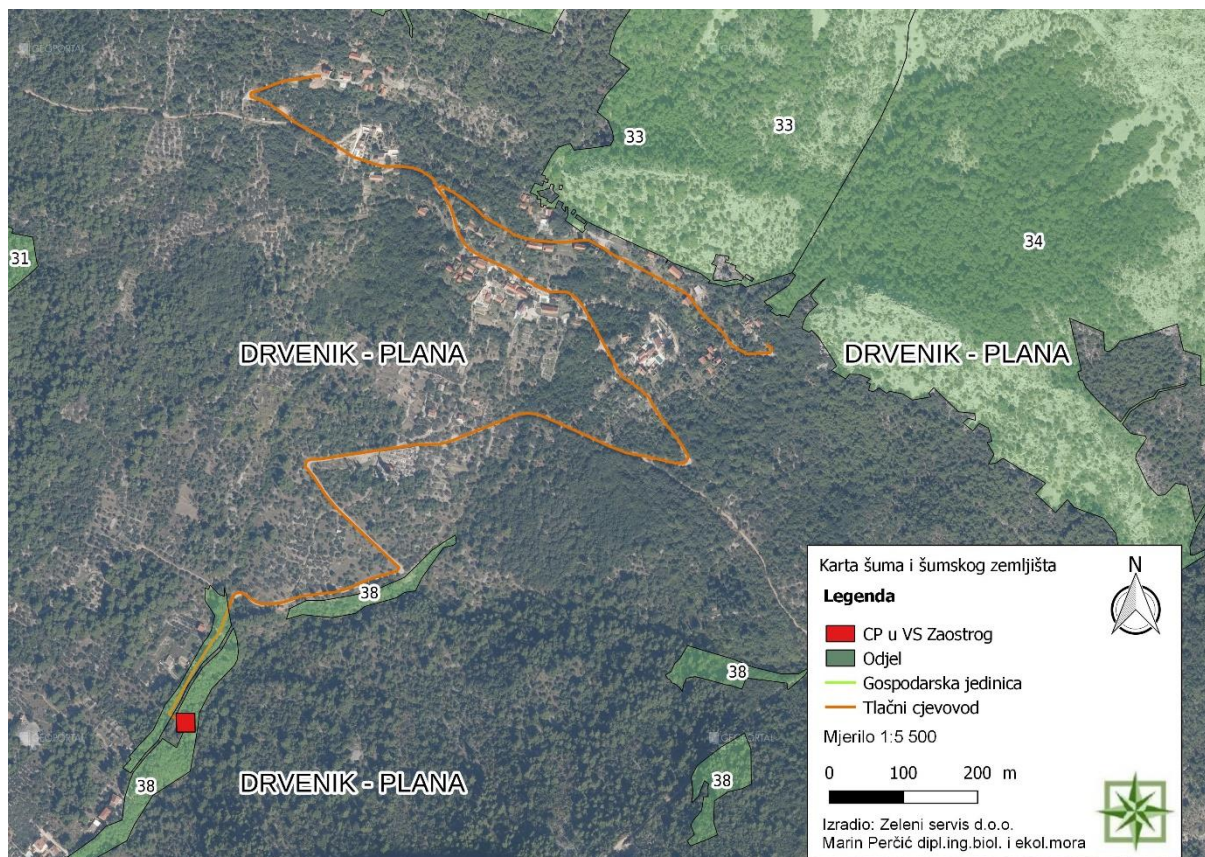 GEOPORTAL
33
33
34
31
DRVENIK - PLANA
DRVENIK - PLANA
38
38
38
38
DRVENIK - PLANA
Karta šuma i šumskog zemljišta
N
Legenda
CP u VS Zaostrog
Odjel
Gospodarska jedinica
Tlačni cjevovod
Mjerilo 1:5 500
0 100 200 m
Izradio: Zeleni servis d.o.o.
Marin Perčić dipl.ing.biol. i ekol.mora